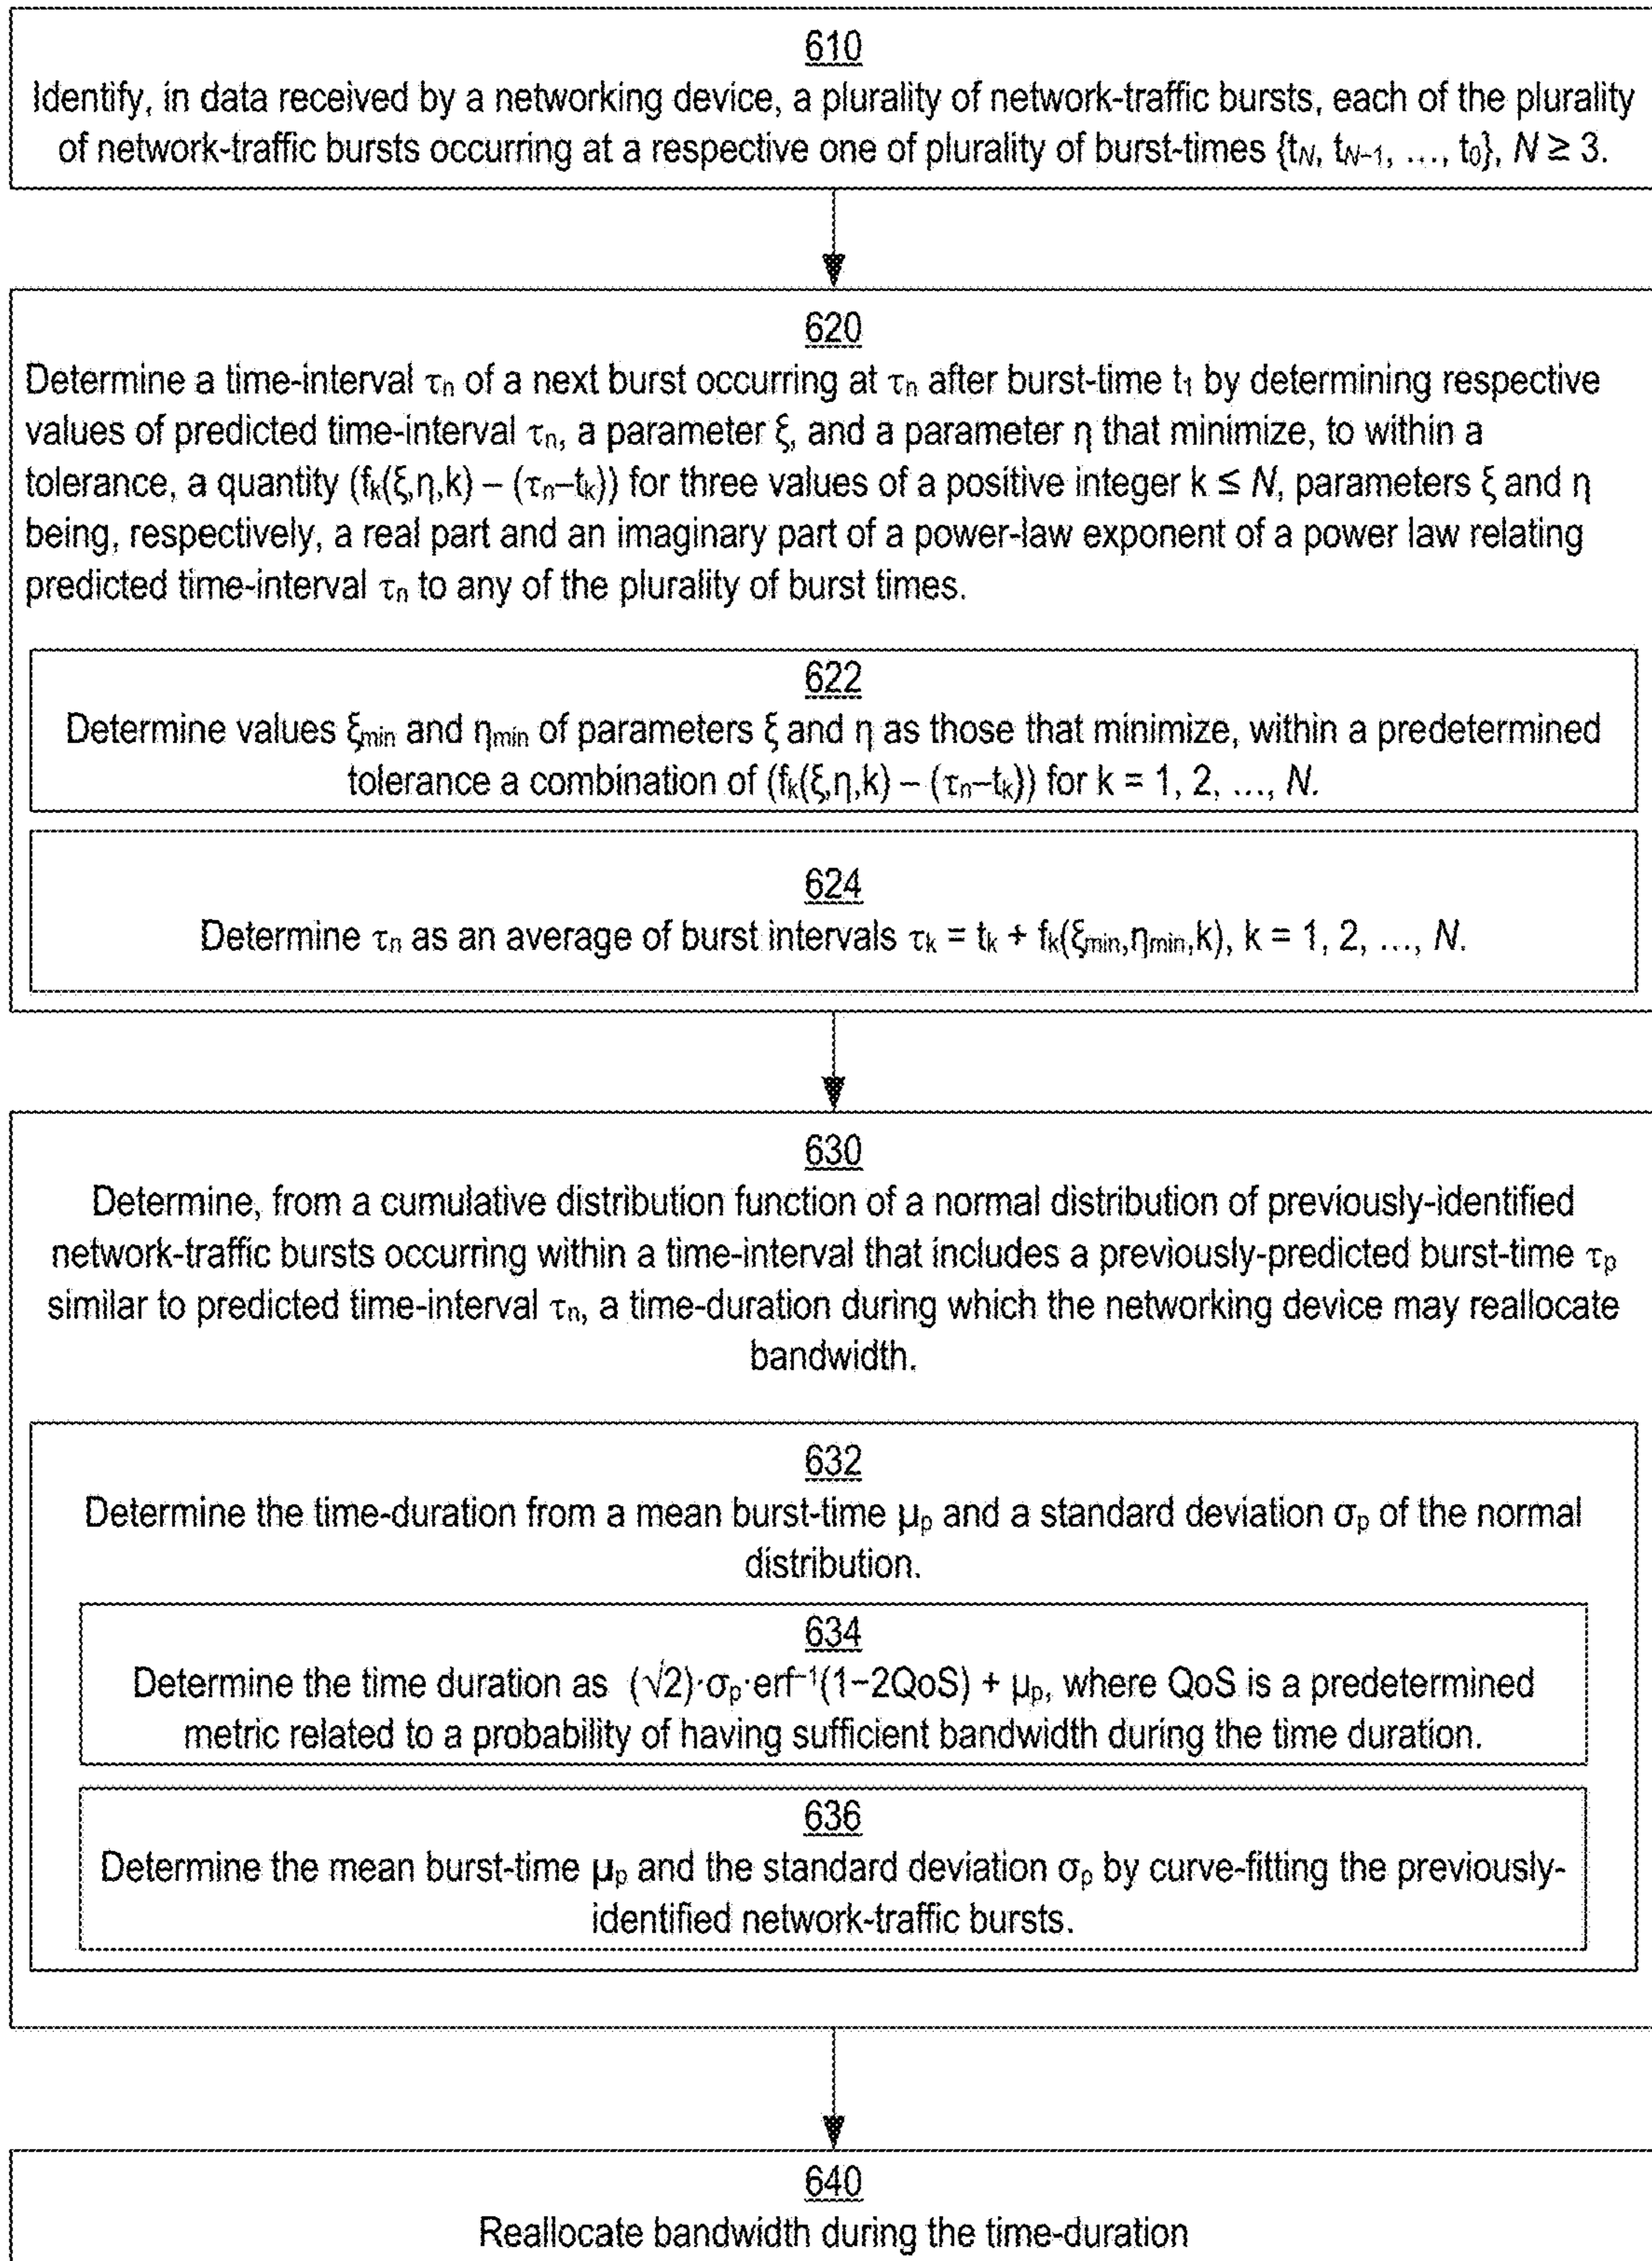 610
Identify, in data received by a networking device, a plurality of network-traffic bursts, each of the plurality
of network-traffic bursts occurring at a respective one of plurality of burst-times {tN, tN−1, ..., t0}, N ≥ 3.
620
Determine a time-interval τn of a next burst occurring at τn after burst-time t1 by determining respective
values of predicted time-interval τn, a parameter ξ, and a parameter η that minimize, to within a
tolerance, a quantity (fk(ξ,η,k) – (τn–tk)) for three values of a positive integer k ≤ N, parameters ξ and η
being, respectively, a real part and an imaginary part of a power-law exponent of a power law relating
predicted time-interval τn to any of the plurality of burst times.
622
Determine values ξmin and ηmin of parameters ξ and η as those that minimize, within a predetermined
tolerance a combination of (fk(ξ,η,k) – (τn–tk)) for k = 1, 2, ..., N.
624
Determine τn as an average of burst intervals τk = tk + fk(ξmin,ηmin,k), k = 1, 2, ..., N.
630
Determine, from a cumulative distribution function of a normal distribution of previously-identified
network-traffic bursts occurring within a time-interval that includes a previously-predicted burst-time τp
similar to predicted time-interval τn, a time-duration during which the networking device may reallocate
bandwidth.
632
Determine the time-duration from a mean burst-time μp and a standard deviation σp of the normal
distribution.
634
Determine the time duration as (√2)·σp·erf⁻¹(1−2QoS) + μp, where QoS is a predetermined
metric related to a probability of having sufficient bandwidth during the time duration.
636
Determine the mean burst-time μp and the standard deviation σp by curve-fitting the previously-
identified network-traffic bursts.
640
Reallocate bandwidth during the time-duration